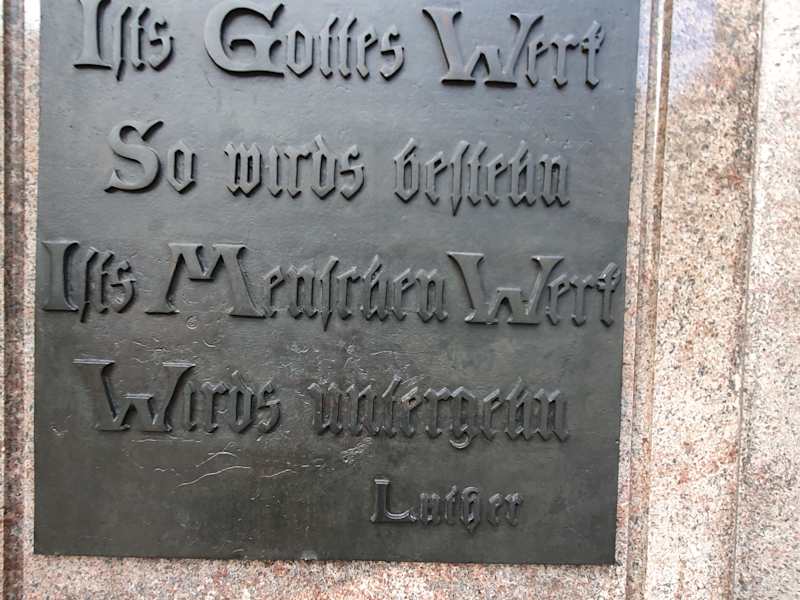 Ists Gottes Werk
So wirds bestehn
Ists Menschen Werk
Wirds untergehn
Luther